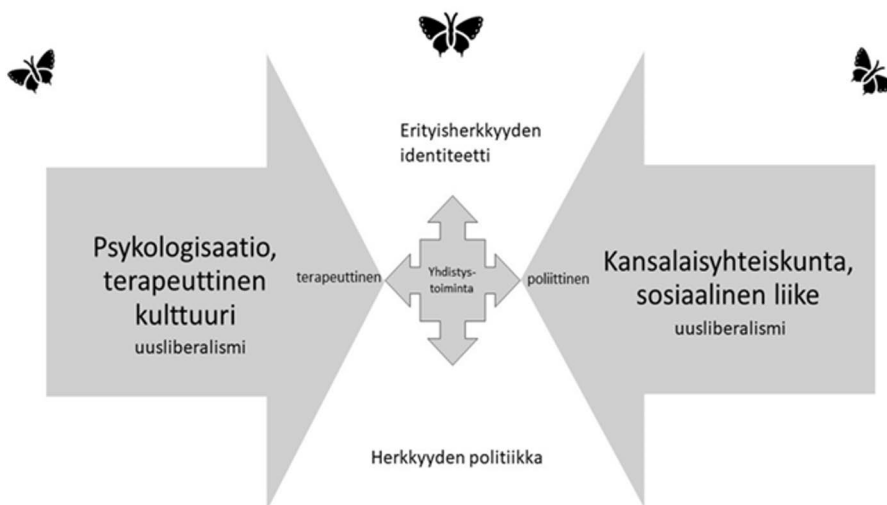 Erityisherkkyyden
identiteetti
Psykologisaatio,
terapeuttinen
kulttuuri
uusliberalismi
terapeuttinen
Yhdistys-
toiminta
poliittinen
Kansalaisyhteiskunta,
sosiaalinen liike
uusliberalismi
Herkkyyden politiikka